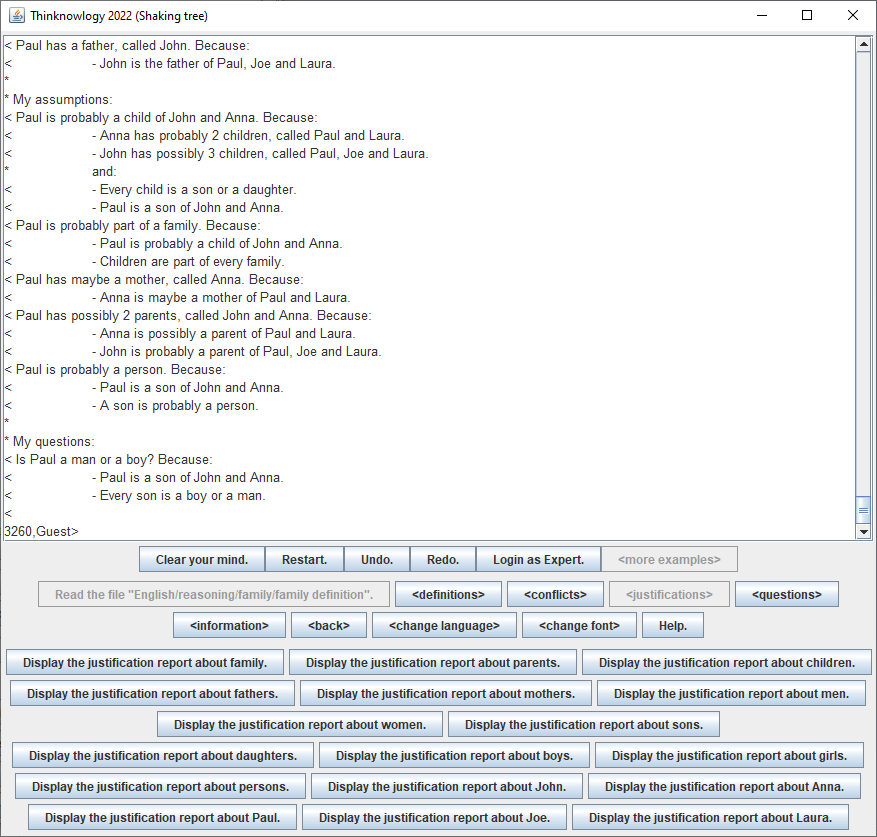 Thinknowlogy 2022 (Shaking tree)
< Paul has a father, called John. Because:
< - John is the father of Paul, Joe and Laura.
*
* My assumptions:
< Paul is probably a child of John and Anna. Because:
< - Anna has probably 2 children, called Paul and Laura.
< - John has possibly 3 children, called Paul, Joe and Laura.
* and:
< - Every child is a son or a daughter.
< - Paul is a son of John and Anna.
< Paul is probably part of a family. Because:
< - Paul is probably a child of John and Anna.
< - Children are part of every family.
< Paul has maybe a mother, called Anna. Because:
< - Anna is maybe a mother of Paul and Laura.
< Paul has possibly 2 parents, called John and Anna. Because:
< - Anna is possibly a parent of Paul and Laura.
< - John is probably a parent of Paul, Joe and Laura.
< Paul is probably a person. Because:
< - Paul is a son of John and Anna.
< - A son is probably a person.
*
* My questions:
< Is Paul a man or a boy? Because:
< - Paul is a son of John and Anna.
< - Every son is a boy or a man.
<
3260,Guest>
Clear your mind. Restart. Undo. Redo. Login as Expert. <more examples>
Read the file "English/reasoning/family/family definition". <definitions> <conflicts> <justifications> <questions>
<information> <back> <change language> <change font> Help.
Display the justification report about family. Display the justification report about parents. Display the justification report about children.
Display the justification report about fathers. Display the justification report about mothers. Display the justification report about men.
Display the justification report about women. Display the justification report about sons.
Display the justification report about daughters. Display the justification report about boys. Display the justification report about girls.
Display the justification report about persons. Display the justification report about John. Display the justification report about Anna.
Display the justification report about Paul. Display the justification report about Joe. Display the justification report about Laura.